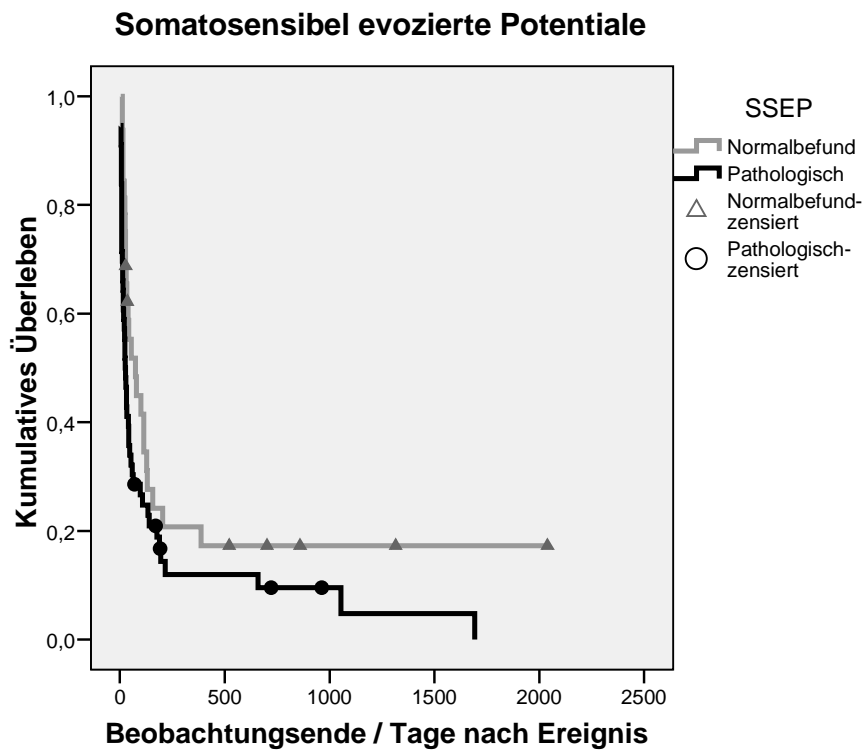 Somatosensibel evozierte Potentiale
Kumulatives Überleben
1,0
0,8
0,6
0,4
0,2
0,0
0
500
1000
1500
2000
2500
Beobachtungsende / Tage nach Ereignis
SSEP
Normalbefund
Pathologisch
Normalbefund-
zensiert
Pathologisch-
zensiert